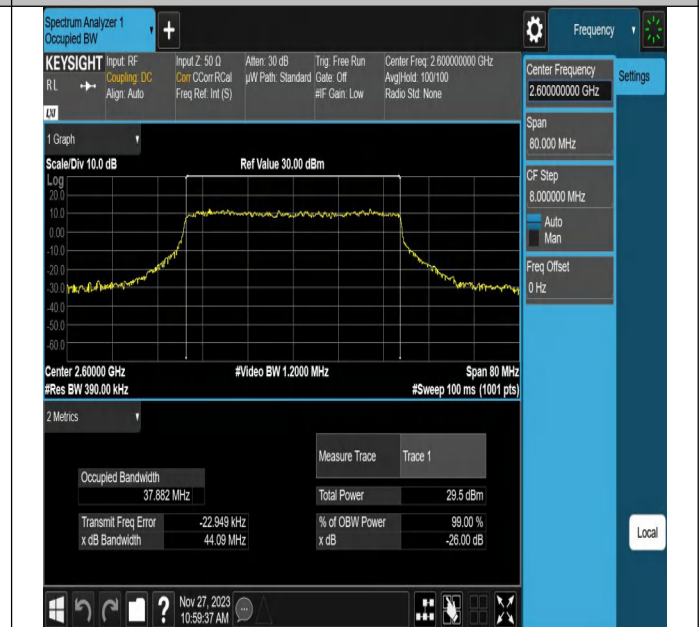 Spectrum Analyzer 1
Occupied BW
+
Frequency
KEYSIGHT
RL
LXI
Input: RF
Coupling: DC
Align: Auto
Input Z: 50 Ω
Corr CCorr RCal
Freq Ref: Int (S)
Atten: 30 dB
µW Path: Standard
Trig: Free Run
Gate: Off
#IF Gain: Low
Center Freq: 2.600000000 GHz
Avg|Hold: 100/100
Radio Std: None
Center Frequency
2.600000000 GHz
Settings
Span
80.000 MHz
CF Step
8.000000 MHz
Auto
Man
Freq Offset
0 Hz
1 Graph
Scale/Div 10.0 dB
Ref Value 30.00 dBm
Log
20.0
10.0
0.00
-10.0
-20.0
-30.0
-40.0
-50.0
-60.0
Center 2.60000 GHz
#Video BW 1.2000 MHz
Span 80 MHz
#Res BW 390.00 kHz
#Sweep 100 ms (1001 pts)
2 Metrics
Measure Trace Trace 1
Occupied Bandwidth
37.882 MHz
Total Power 29.5 dBm
Transmit Freq Error -22.949 kHz
% of OBW Power 99.00 %
x dB Bandwidth 44.09 MHz
x dB -26.00 dB
Local
?
Nov 27, 2023
10:59:37 AM